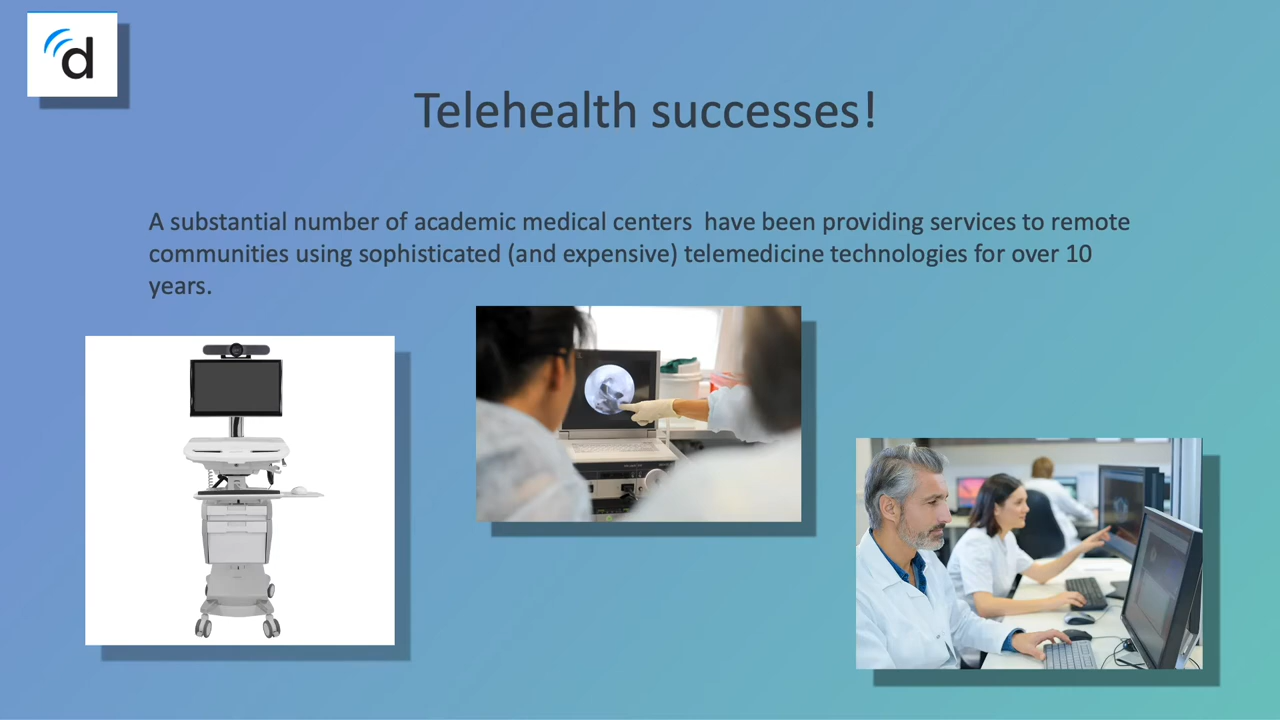 d
Telehealth successes!
A substantial number of academic medical centers  have been providing services to remote
communities using sophisticated (and expensive) telemedicine technologies for over 10
years.